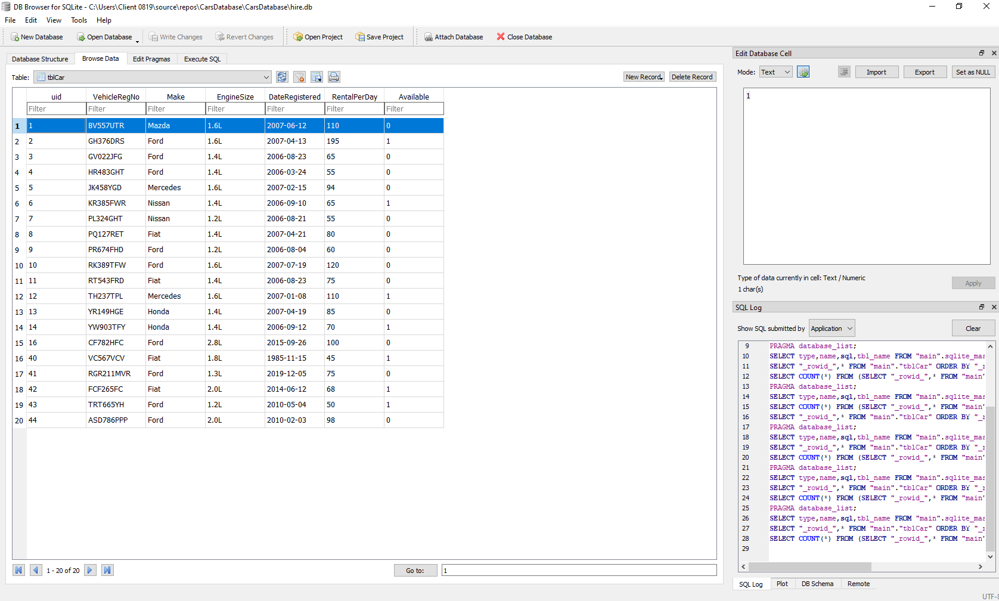 DB Browser for SQLite - C:\Users\Client 0819\source\repos\CarsDatabase\CarsDatabase\hire.db
File Edit View Tools Help
New Database Open Database Write Changes Revert Changes Open Project Save Project Attach Database Close Database
Database Structure Browse Data Edit Pragmas Execute SQL
Table: tblCar New Record Delete Record
uid VehicleRegNo Make EngineSize DateRegistered RentalPerDay Available
Filter Filter Filter Filter Filter Filter Filter
1 1 BV557UTR Mazda 1.6L 2007-06-12 110 0
2 2 GH376DRS Ford 1.6L 2007-04-13 195 1
3 3 GV022JFG Ford 1.4L 2006-08-23 65 0
4 4 HR483GHT Ford 1.4L 2006-03-24 55 0
5 5 JK458YGD Mercedes 1.6L 2007-02-15 94 0
6 6 KR385FWR Nissan 1.4L 2006-09-10 65 1
7 7 PL324GHT Nissan 1.2L 2006-08-21 55 0
8 8 PQ127RET Fiat 1.4L 2007-04-21 80 0
9 9 PR674FHD Ford 1.2L 2006-08-04 60 0
10 10 RK389TFW Ford 1.6L 2007-07-19 120 0
11 11 RT543FRD Fiat 1.4L 2006-08-23 75 0
12 12 TH237TPL Mercedes 1.6L 2007-01-08 110 1
13 13 YR149HGE Honda 1.4L 2007-04-19 85 0
14 14 YW903TFY Honda 1.4L 2006-09-12 70 1
15 16 CF782HFC Ford 2.8L 2015-09-26 100 0
16 40 VC567VCV Fiat 1.8L 1985-11-15 45 1
17 41 RGR211MVR Ford 1.3L 2019-12-05 75 0
18 42 FCF265FC Fiat 2.0L 2014-06-12 68 1
19 43 TRT665YH Ford 1.2L 2010-05-04 50 1
20 44 ASD786PPP Ford 2.0L 2010-02-03 98 0
1 - 20 of 20 Go to: 1
Edit Database Cell
Mode: Text Import Export Set as NULL
1
Type of data currently in cell: Text / Numeric
1 char(s)
Apply
SQL Log
Show SQL submitted by Application Clear
9 PRAGMA database_list;
10 SELECT type,name,sql,tbl_name FROM "main".sqlite_mas
11 SELECT "_rowid_",* FROM "main"."tblCar" ORDER BY "_r
12 SELECT COUNT(*) FROM (SELECT "_rowid_",* FROM "main"
13 PRAGMA database_list;
14 SELECT type,name,sql,tbl_name FROM "main".sqlite_mas
15 SELECT COUNT(*) FROM (SELECT "_rowid_",* FROM "main"
16 SELECT "_rowid_",* FROM "main"."tblCar" ORDER BY "_r
17 PRAGMA database_list;
18 SELECT type,name,sql,tbl_name FROM "main".sqlite_mas
19 SELECT "_rowid_",* FROM "main"."tblCar" ORDER BY "_r
20 SELECT COUNT(*) FROM (SELECT "_rowid_",* FROM "main"
21 PRAGMA database_list;
22 SELECT type,name,sql,tbl_name FROM "main".sqlite_mas
23 SELECT "_rowid_",* FROM "main"."tblCar" ORDER BY "_r
24 SELECT COUNT(*) FROM (SELECT "_rowid_",* FROM "main"
25 PRAGMA database_list;
26 SELECT type,name,sql,tbl_name FROM "main".sqlite_mas
27 SELECT "_rowid_",* FROM "main"."tblCar" ORDER BY "_r
28 SELECT COUNT(*) FROM (SELECT "_rowid_",* FROM "main"
29
SQL Log Plot DB Schema Remote
UTF-8